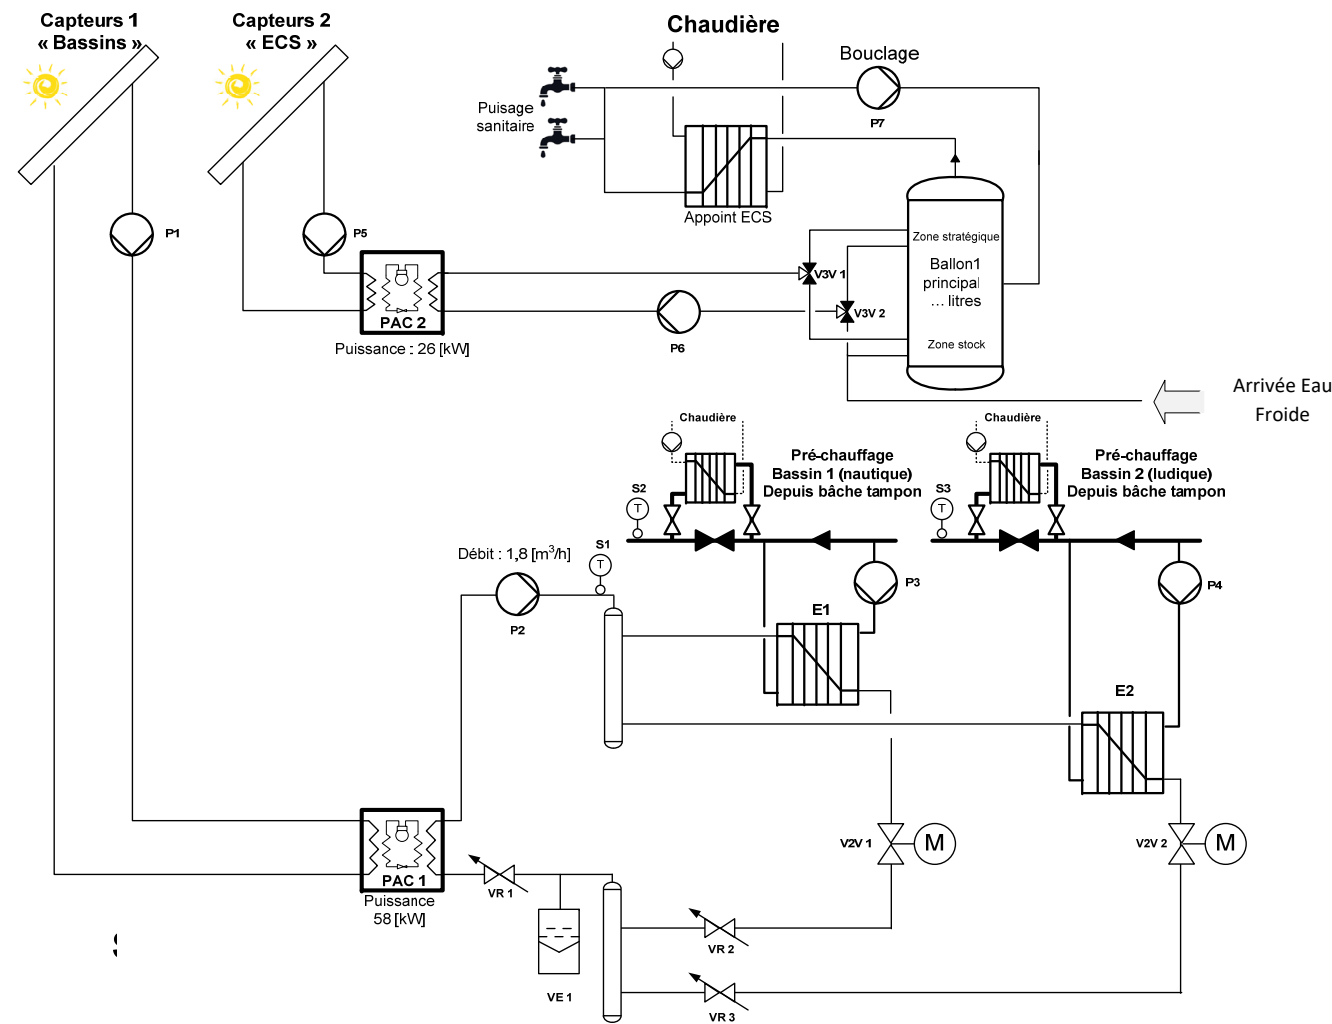 Capteurs 1
« Bassins »
Capteurs 2
« ECS »
Chaudière
Bouclage
P7
Puisage
sanitaire
Appoint ECS
P1
P5
Zone stratégique
Ballon1
principal
... litres
Zone stock
V3V 1
V3V 2
PAC 2
Puissance : 26 [kW]
P6
Arrivée Eau
Froide
Chaudière
Pré-chauffage
Bassin 1 (nautique)
Depuis bâche tampon
S2
T
Chaudière
Pré-chauffage
Bassin 2 (ludique)
Depuis bâche tampon
S3
T
Débit : 1,8 [m³/h]
S1
T
P2
P3
P4
E1
E2
V2V 1
M
V2V 2
M
PAC 1
Puissance
58 [kW]
VR 1
VE 1
VR 2
VR 3